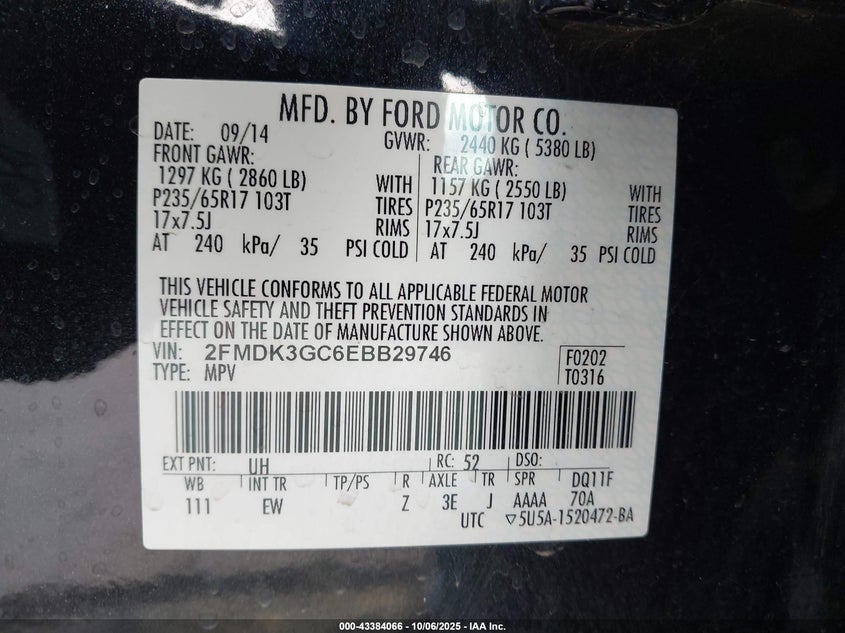 MFD. BY FORD MOTOR CO.
DATE: 09/14 GVWR: 2440 KG ( 5380 LB)
FRONT GAWR: REAR GAWR:
1297 KG ( 2860 LB) WITH 1157 KG ( 2550 LB) WITH
P235/65R17 103T TIRES P235/65R17 103T TIRES
17x7.5J RIMS 17x7.5J RIMS
AT 240 kPa/ 35 PSI COLD AT 240 kPa/ 35 PSI COLD
THIS VEHICLE CONFORMS TO ALL APPLICABLE FEDERAL MOTOR
VEHICLE SAFETY AND THEFT PREVENTION STANDARDS IN
EFFECT ON THE DATE OF MANUFACTURE SHOWN ABOVE.
VIN: 2FMDK3GC6EBB29746 F0202
TYPE: MPV T0316
EXT PNT: UH RC: 52 DSO:
WB INT TR TP/PS R AXLE TR SPR DQ11F
111 EW Z 3E J AAAA 70A
UTC ▽5U5A-1520472-BA
000-43384066 - 10/06/2025 - IAA Inc.